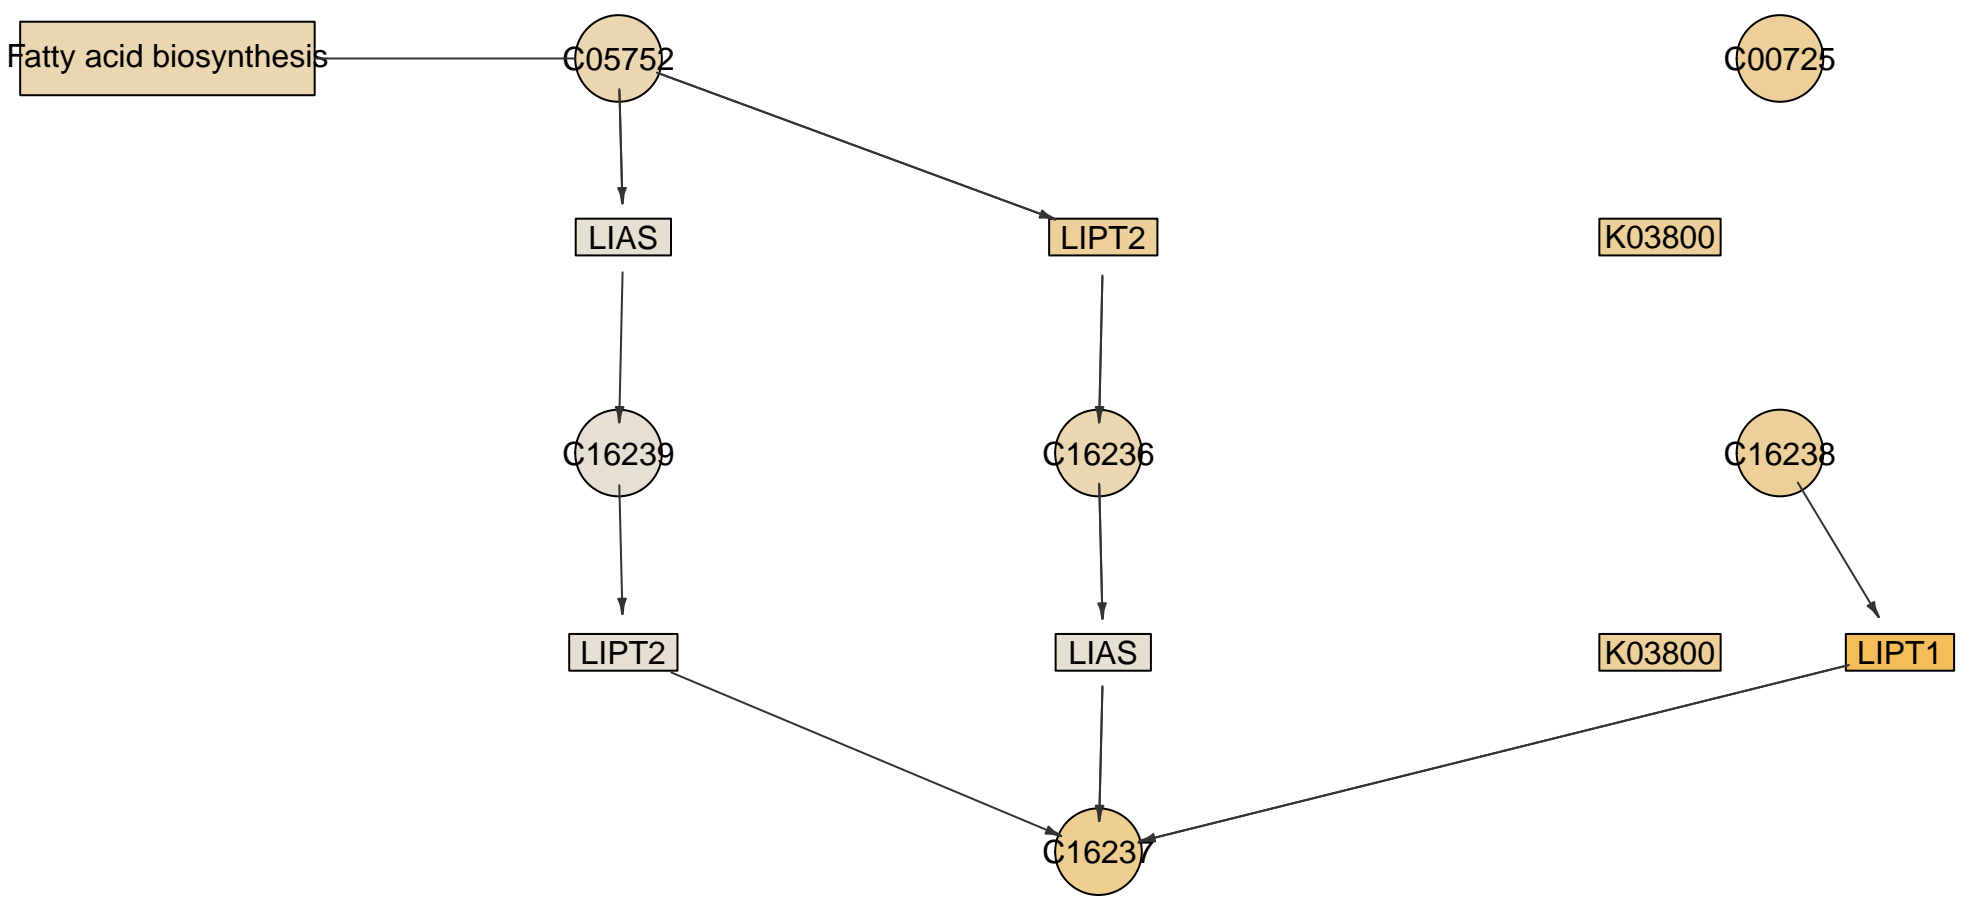 Fatty acid biosynthesis
C05752
C00725
LIAS
LIPT2
K03800
C16239
C16236
C16238
LIPT2
LIAS
K03800
LIPT1
C16237